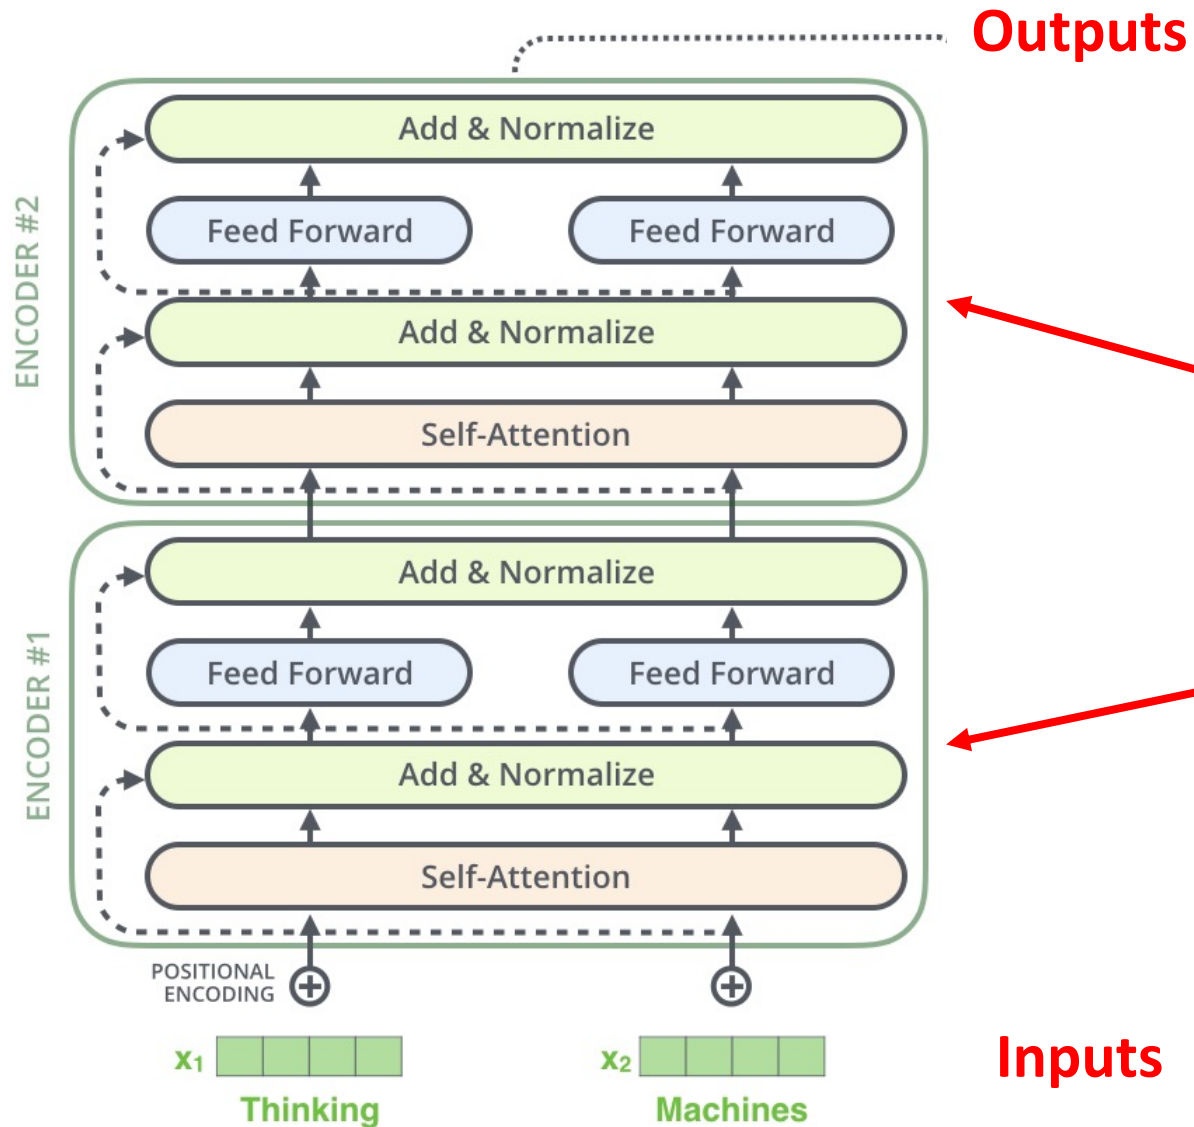 Outputs
ENCODER #2
Add & Normalize
Feed Forward Feed Forward
Add & Normalize
Self-Attention
ENCODER #1
Add & Normalize
Feed Forward Feed Forward
Add & Normalize
Self-Attention
POSITIONAL
ENCODING
x₁ x₂ Inputs
Thinking Machines